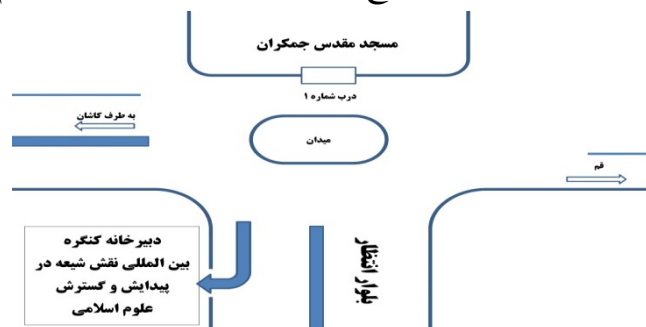 مسجد مقدس جمکران
درب شماره ۱
به طرف کاشان
میدان
قم
بلوار انتظار
دبیرخانه کنگره
بین المللی نقش شیعه در
پیدایش و گسترش
علوم اسلامی